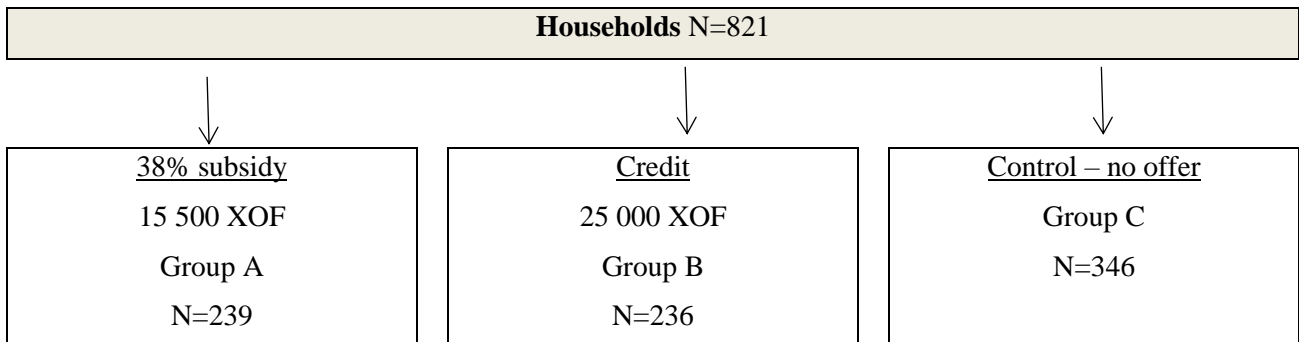 Households N=821
38% subsidy
15 500 XOF
Group A
N=239
Credit
25 000 XOF
Group B
N=236
Control – no offer
Group C
N=346